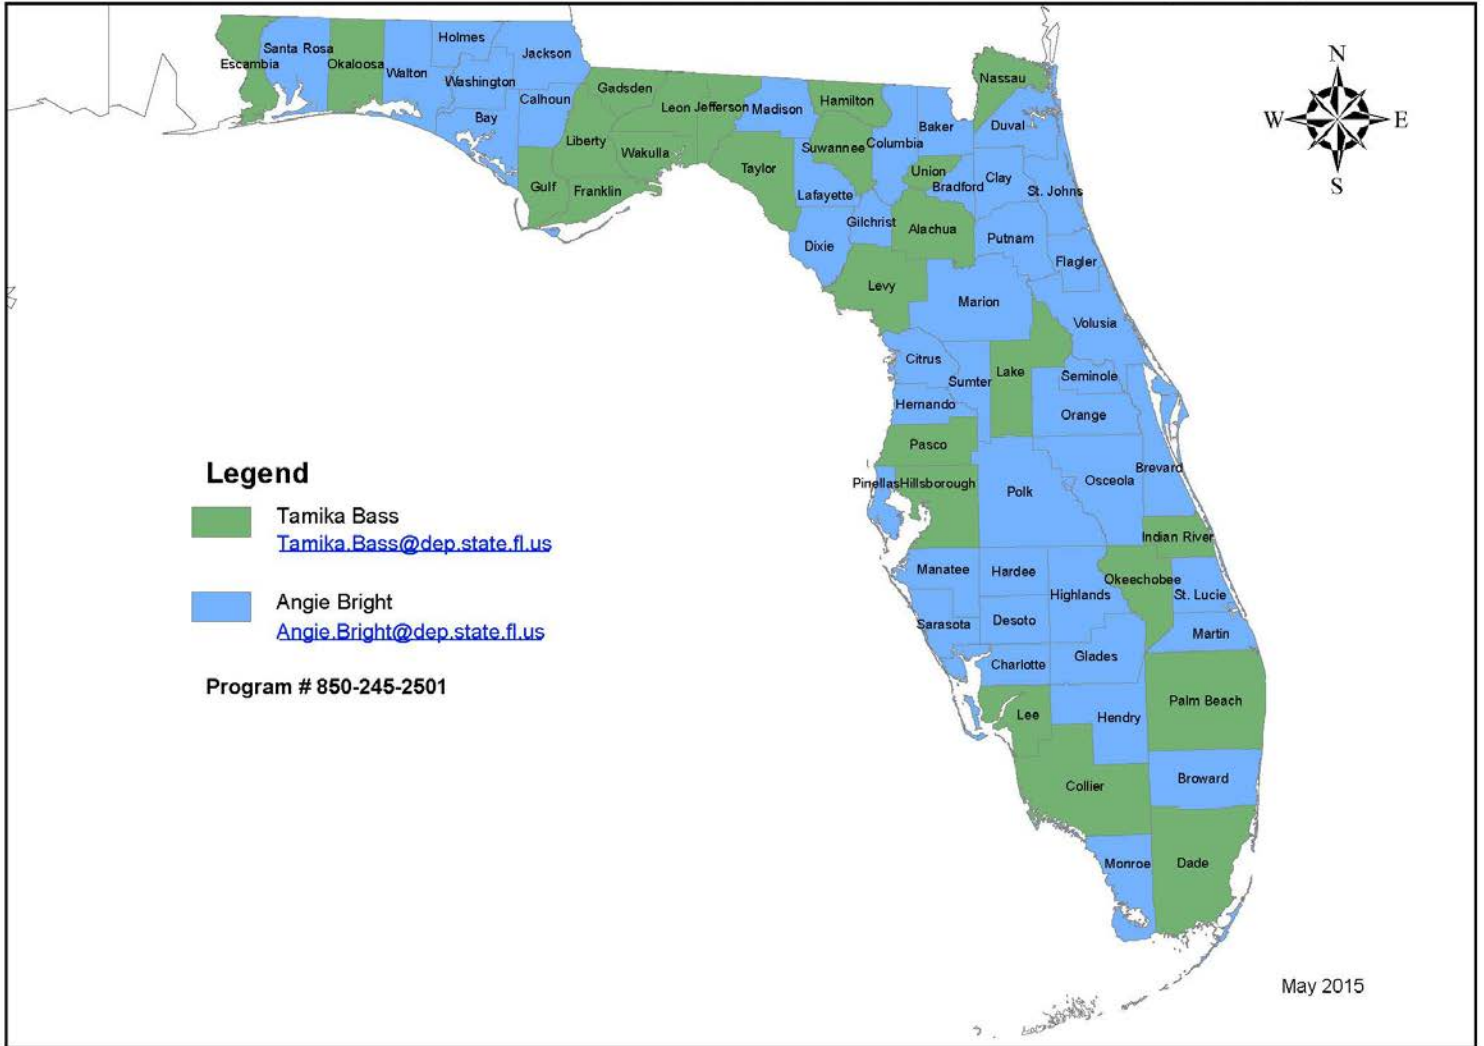 N
W E
S
Holmes
Santa Rosa
Jackson
Escambia
Okaloosa
Walton
Washington
Calhoun
Bay
Gadsden
Leon
Jefferson
Madison
Hamilton
Nassau
Liberty
Wakulla
Gulf
Franklin
Taylor
Suwannee
Columbia
Baker
Duval
Union
Bradford
Clay
St. Johns
Lafayette
Gilchrist
Alachua
Putnam
Dixie
Flagler
Levy
Marion
Volusia
Citrus
Sumter
Lake
Seminole
Hernando
Orange
Pasco
Pinellas
Hillsborough
Polk
Osceola
Brevard
Indian River
Manatee
Hardee
Highlands
Okeechobee
St. Lucie
Sarasota
Desoto
Martin
Charlotte
Glades
Lee
Hendry
Palm Beach
Collier
Broward
Monroe
Dade
Legend
Tamika Bass
Tamika.Bass@dep.state.fl.us
Angie Bright
Angie.Bright@dep.state.fl.us
Program # 850-245-2501
May 2015